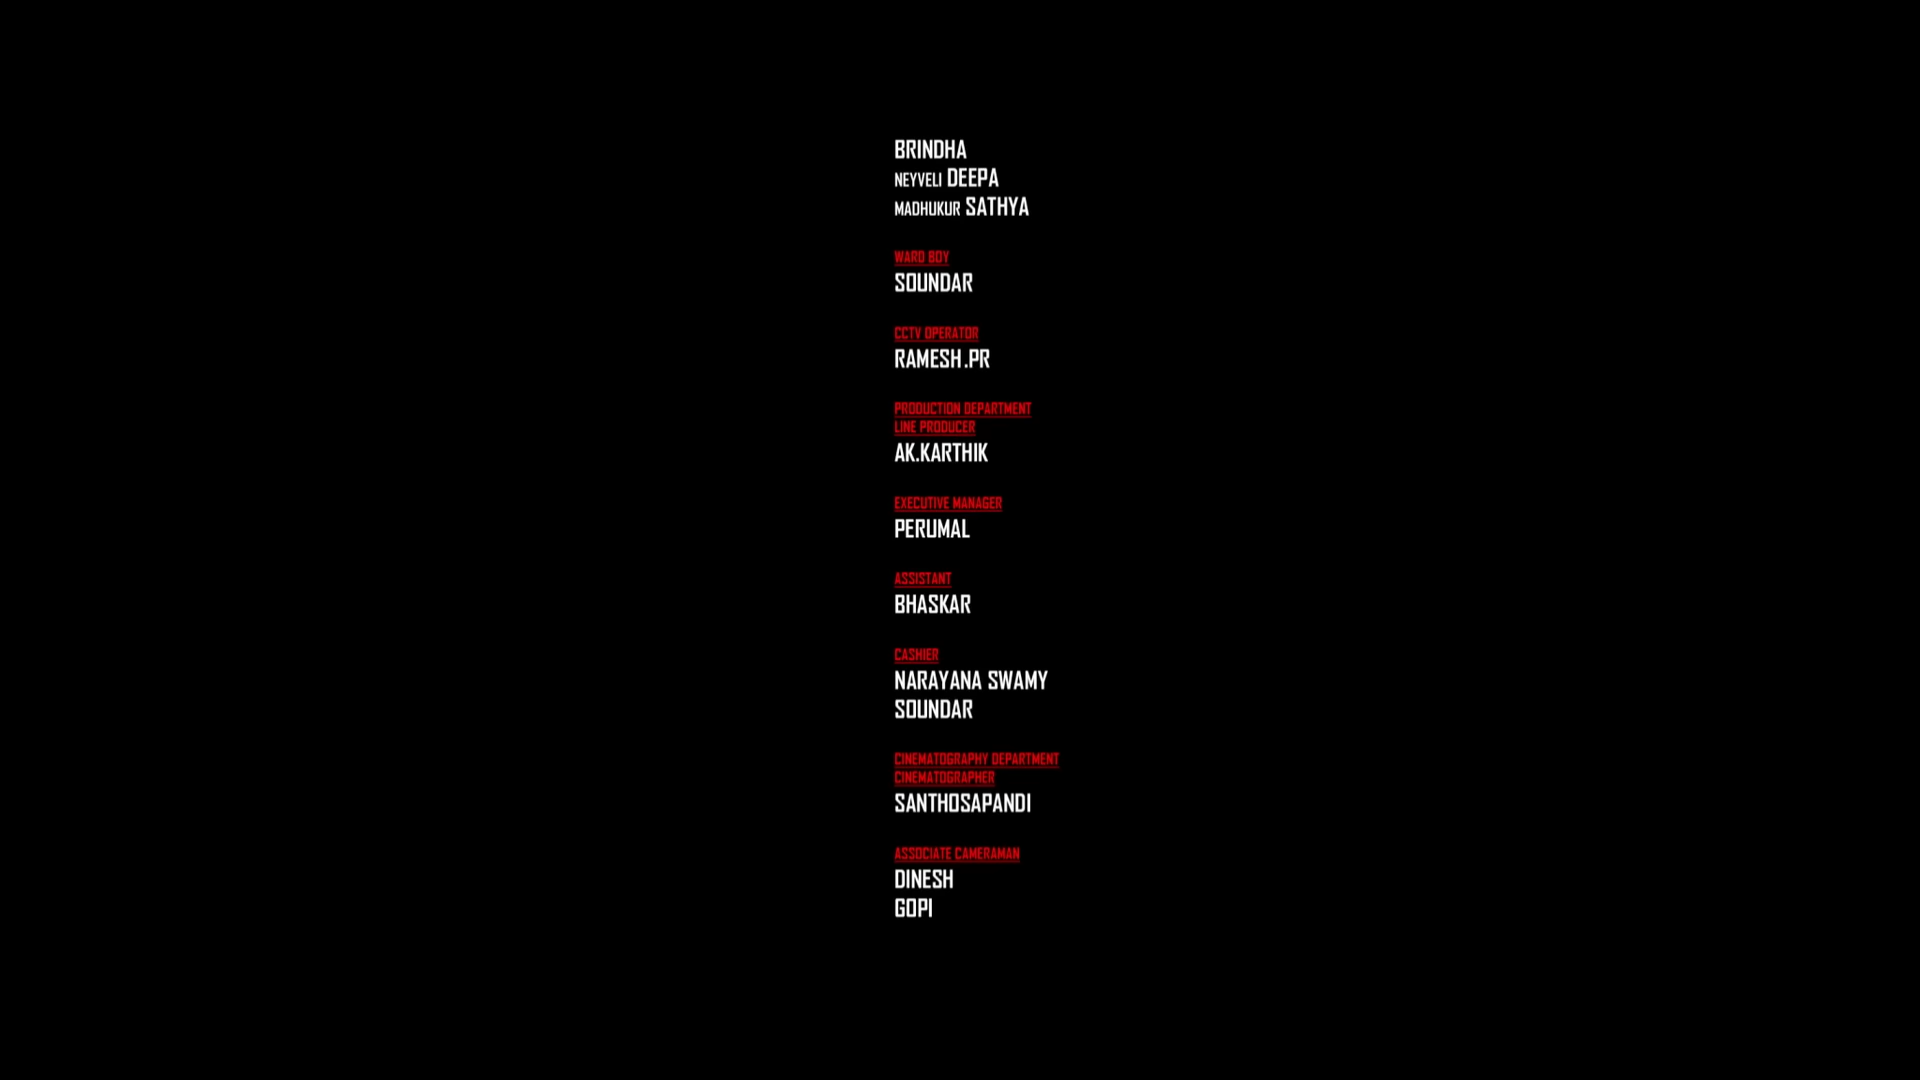 BRINDHA
NEYVELI DEEPA
MADHUKUR SATHYA
WARD BOY
SOUNDAR
CCTV OPERATOR
RAMESH.PR
PRODUCTION DEPARTMENT
LINE PRODUCER
AK.KARTHIK
EXECUTIVE MANAGER
PERUMAL
ASSISTANT
BHASKAR
CASHIER
NARAYANA SWAMY
SOUNDAR
CINEMATOGRAPHY DEPARTMENT
CINEMATOGRAPHER
SANTHOSAPANDI
ASSOCIATE CAMERAMAN
DINESH
GOPI